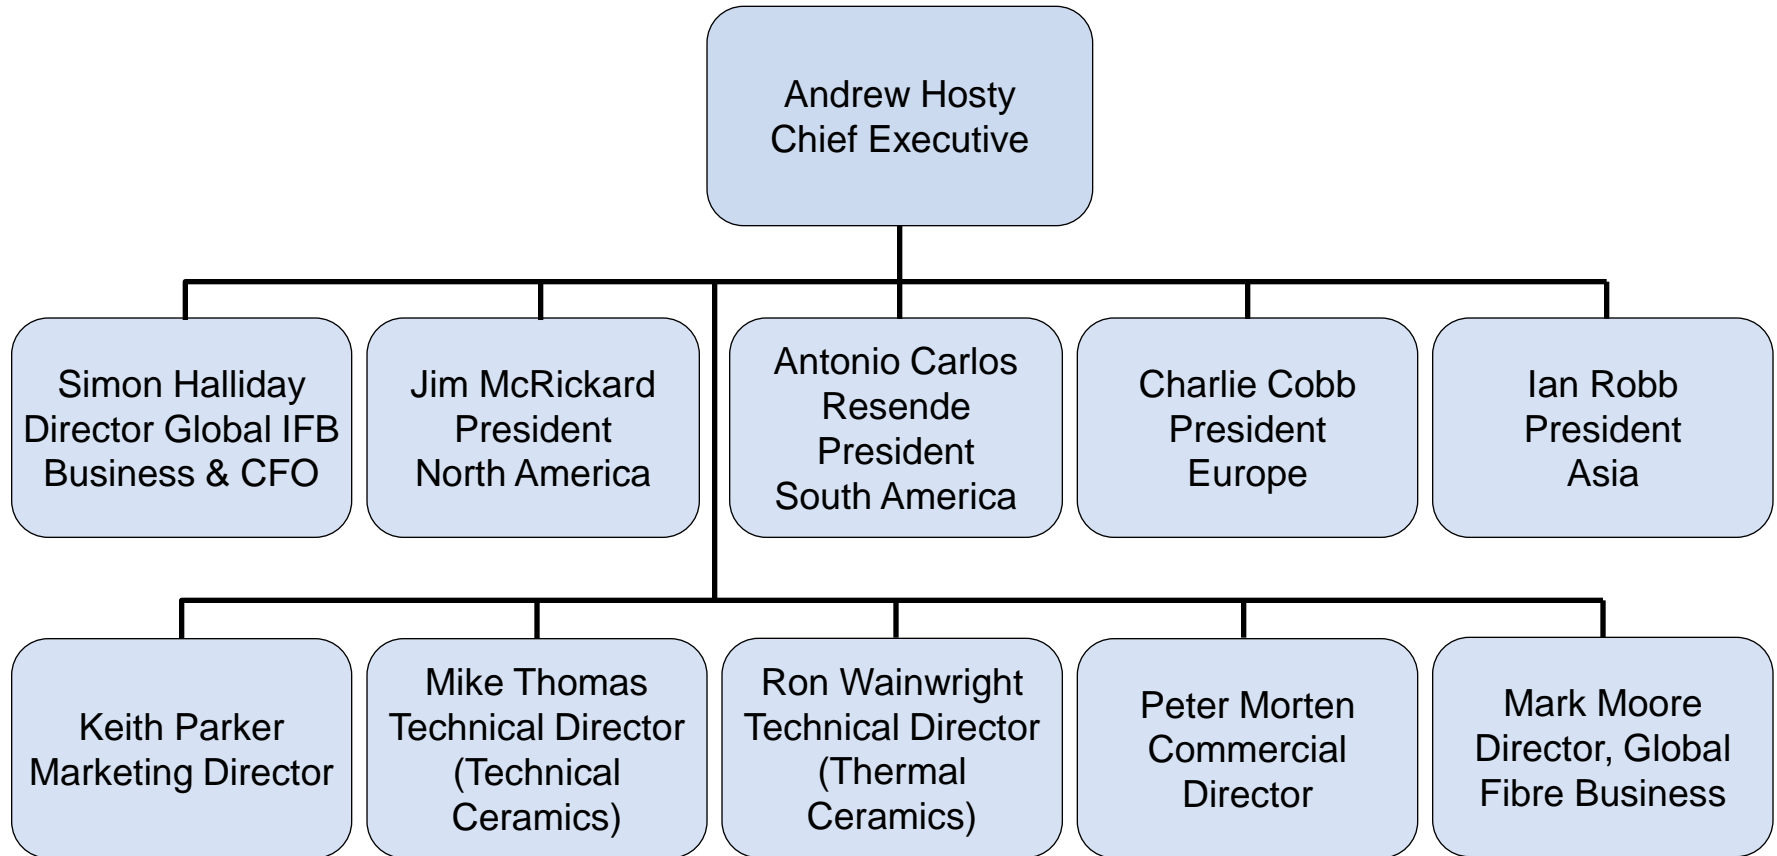 Andrew Hosty
Chief Executive
Simon Halliday
Director Global IFB
Business & CFO
Jim McRickard
President
North America
Antonio Carlos
Resende
President
South America
Charlie Cobb
President
Europe
Ian Robb
President
Asia
Keith Parker
Marketing Director
Mike Thomas
Technical Director
(Technical
Ceramics)
Ron Wainwright
Technical Director
(Thermal
Ceramics)
Peter Morten
Commercial
Director
Mark Moore
Director, Global
Fibre Business